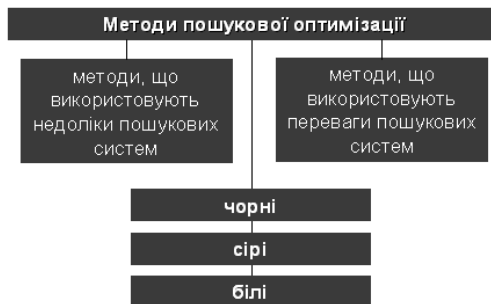 Методи пошукової оптимізації
методи, що
використовують
недоліки пошукових
систем
методи, що
використовують
переваги пошукових
систем
чорні
сірі
білі